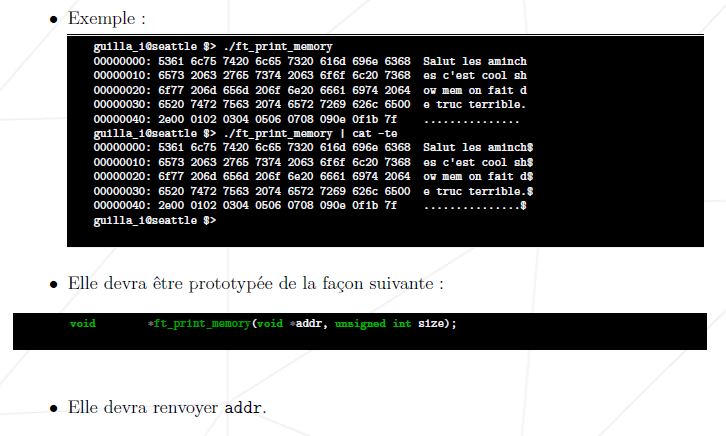 • Exemple :
guilla_i@seattle $> ./ft_print_memory
00000000: 5361 6c75 7420 6c65 7320 616d 696e 6368 Salut les aminch
00000010: 6573 2063 2765 7374 2063 6f6f 6c20 7368 es c'est cool sh
00000020: 6f77 206d 656d 206f 6e20 6661 6974 2064 ow mem on fait d
00000030: 6520 7472 7563 2074 6572 7269 626c 6500 e truc terrible.
00000040: 2e00 0102 0304 0506 0708 090e 0f1b 7f ...............
guilla_i@seattle $> ./ft_print_memory | cat -te
00000000: 5361 6c75 7420 6c65 7320 616d 696e 6368 Salut les aminch$
00000010: 6573 2063 2765 7374 2063 6f6f 6c20 7368 es c'est cool sh$
00000020: 6f77 206d 656d 206f 6e20 6661 6974 2064 ow mem on fait d$
00000030: 6520 7472 7563 2074 6572 7269 626c 6500 e truc terrible.$
00000040: 2e00 0102 0304 0506 0708 090e 0f1b 7f ...............$
guilla_i@seattle $>
• Elle devra être prototypée de la façon suivante :
void *ft_print_memory(void *addr, unsigned int size);
• Elle devra renvoyer addr.